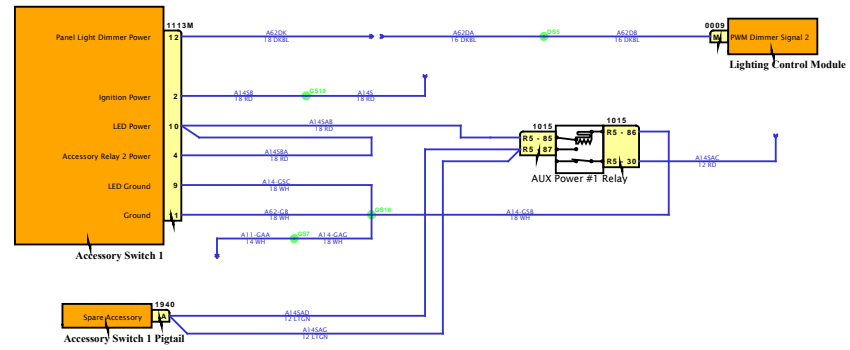 1113M
Panel Light Dimmer Power 12
A62DK
18 DKBL
A62DA
16 DKBL
OS5
A62DB
16 DKBL
0009
M
PWM Dimmer Signal 2
Lighting Control Module
Ignition Power 2
A14SB
18 RD
GS18
A14S
18 RD
LED Power 10
A14SAB
18 RD
Accessory Relay 2 Power 4
A14SBA
18 RD
1015
R5 - 85
R5 - 87
1015
R5 - 86
R5 - 30
AUX Power #1 Relay
A14SAC
12 RD
LED Ground 9
A14-GSC
18 WH
Ground 11
A62-GB
18 WH
GS19
A14-GSB
18 WH
A11-GAA
14 WH
OS7
A14-GAG
18 WH
Accessory Switch 1
1940
Spare Accessory A
A14SAD
12 LTGN
A14SAG
12 LTGN
Accessory Switch 1 Pigtail